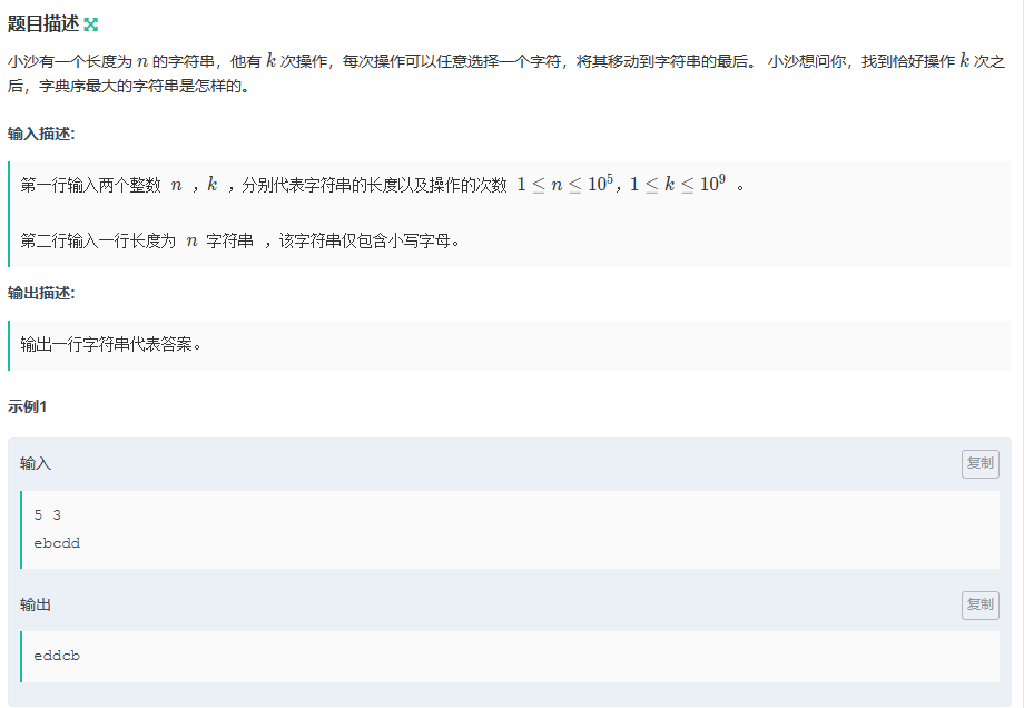 题目描述
小沙有一个长度为 n 的字符串，他有 k 次操作，每次操作可以任意选择一个字符，将其移动到字符串的最后。 小沙想问你，找到恰好操作 k 次之
后，字典序最大的字符串是怎样的。
输入描述:
第一行输入两个整数 n ，k ，分别代表字符串的长度以及操作的次数 1 ≤ n ≤ 10⁵，1 ≤ k ≤ 10⁹ 。
第二行输入一行长度为 n 字符串 ，该字符串仅包含小写字母。
输出描述:
输出一行字符串代表答案。
示例1
输入
复制
5 3
ebcdd
输出
复制
eddcb